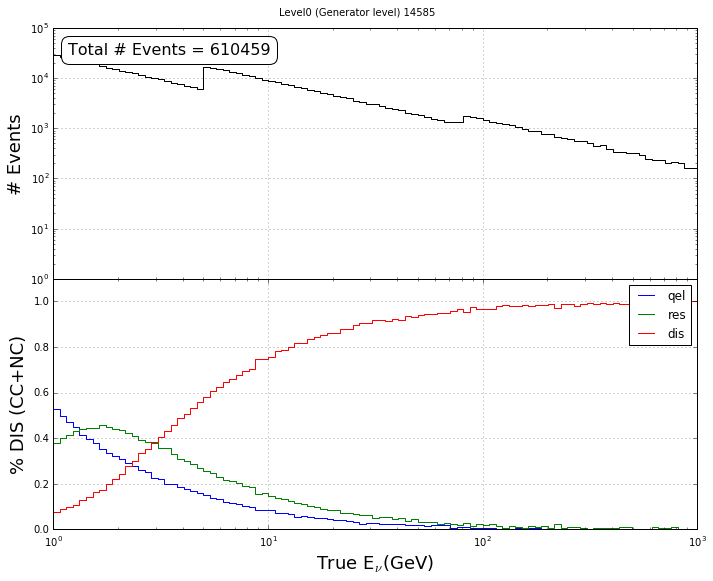 Level0 (Generator level) 14585
Total # Events = 610459
# Events
10^5
10^4
10^3
10^2
10^1
10^0
% DIS (CC+NC)
1.0
0.8
0.6
0.4
0.2
0.0
qel
res
dis
10^0
10^1
10^2
10^3
True E_ν(GeV)